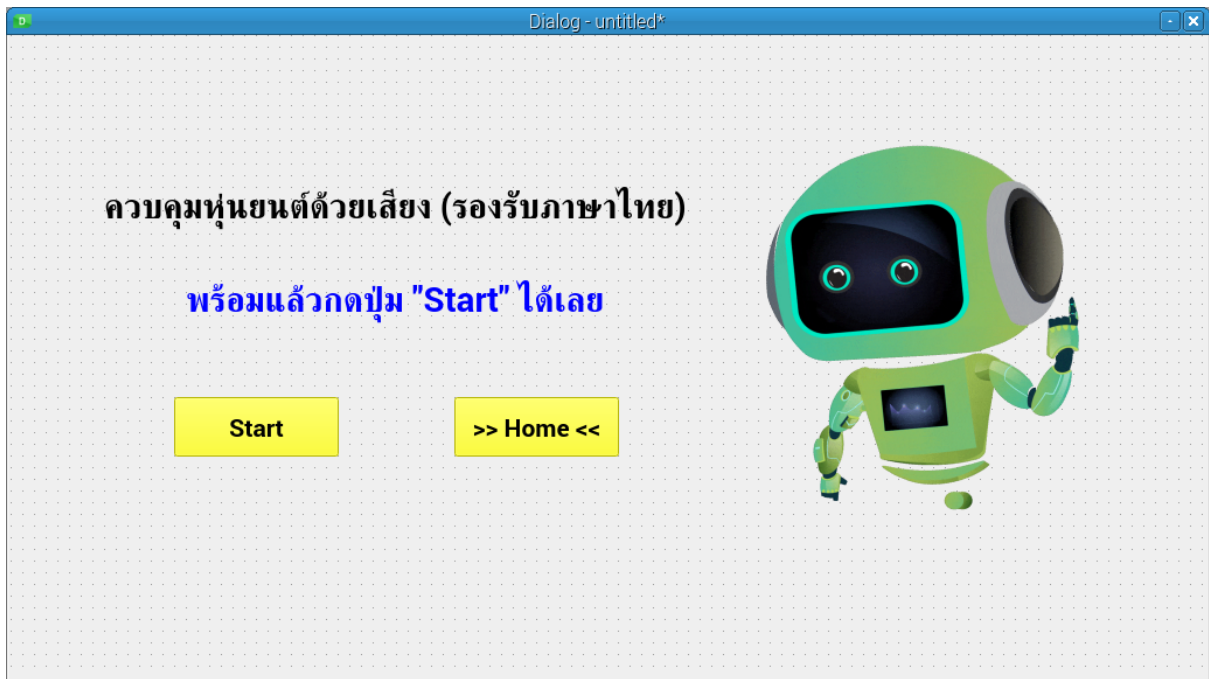 Dialog - untitled*
ควบคุมหุ่นยนต์ด้วยเสียง (รองรับภาษาไทย)
พร้อมแล้วกดปุ่ม "Start" ได้เลย
Start
>> Home <<